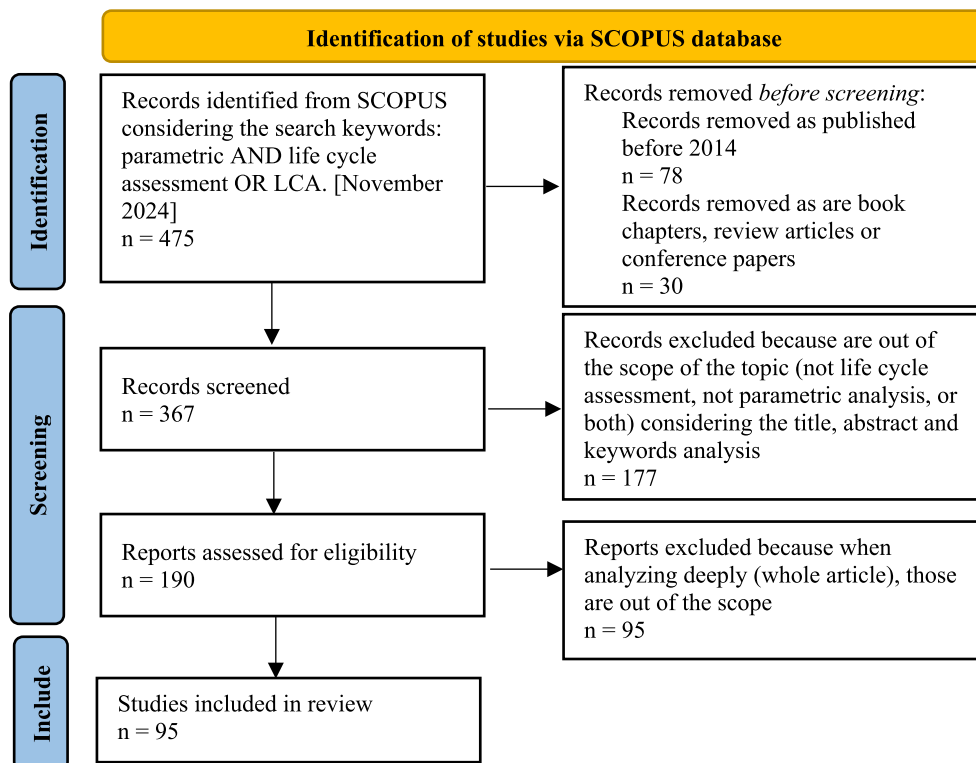 Identification of studies via SCOPUS database
Identification
Records identified from SCOPUS
considering the search keywords:
parametric AND life cycle
assessment OR LCA. [November
2024]
n = 475
Records removed before screening:
Records removed as published
before 2014
n = 78
Records removed as are book
chapters, review articles or
conference papers
n = 30
Screening
Records screened
n = 367
Records excluded because are out of
the scope of the topic (not life cycle
assessment, not parametric analysis, or
both) considering the title, abstract and
keywords analysis
n = 177
Reports assessed for eligibility
n = 190
Reports excluded because when
analyzing deeply (whole article), those
are out of the scope
n = 95
Include
Studies included in review
n = 95